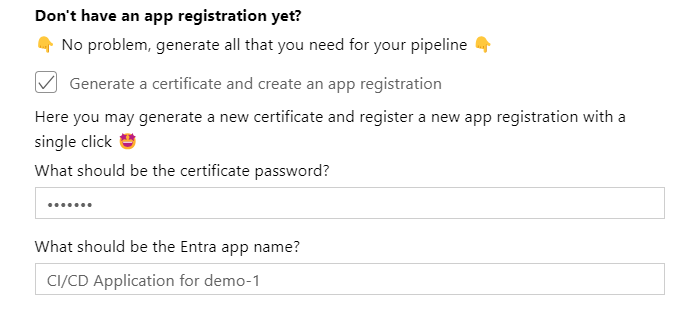 Don't have an app registration yet?
👇 No problem, generate all that you need for your pipeline 👇
Generate a certificate and create an app registration
Here you may generate a new certificate and register a new app registration with a
single click 🤩
What should be the certificate password?
•••••••
What should be the Entra app name?
CI/CD Application for demo-1